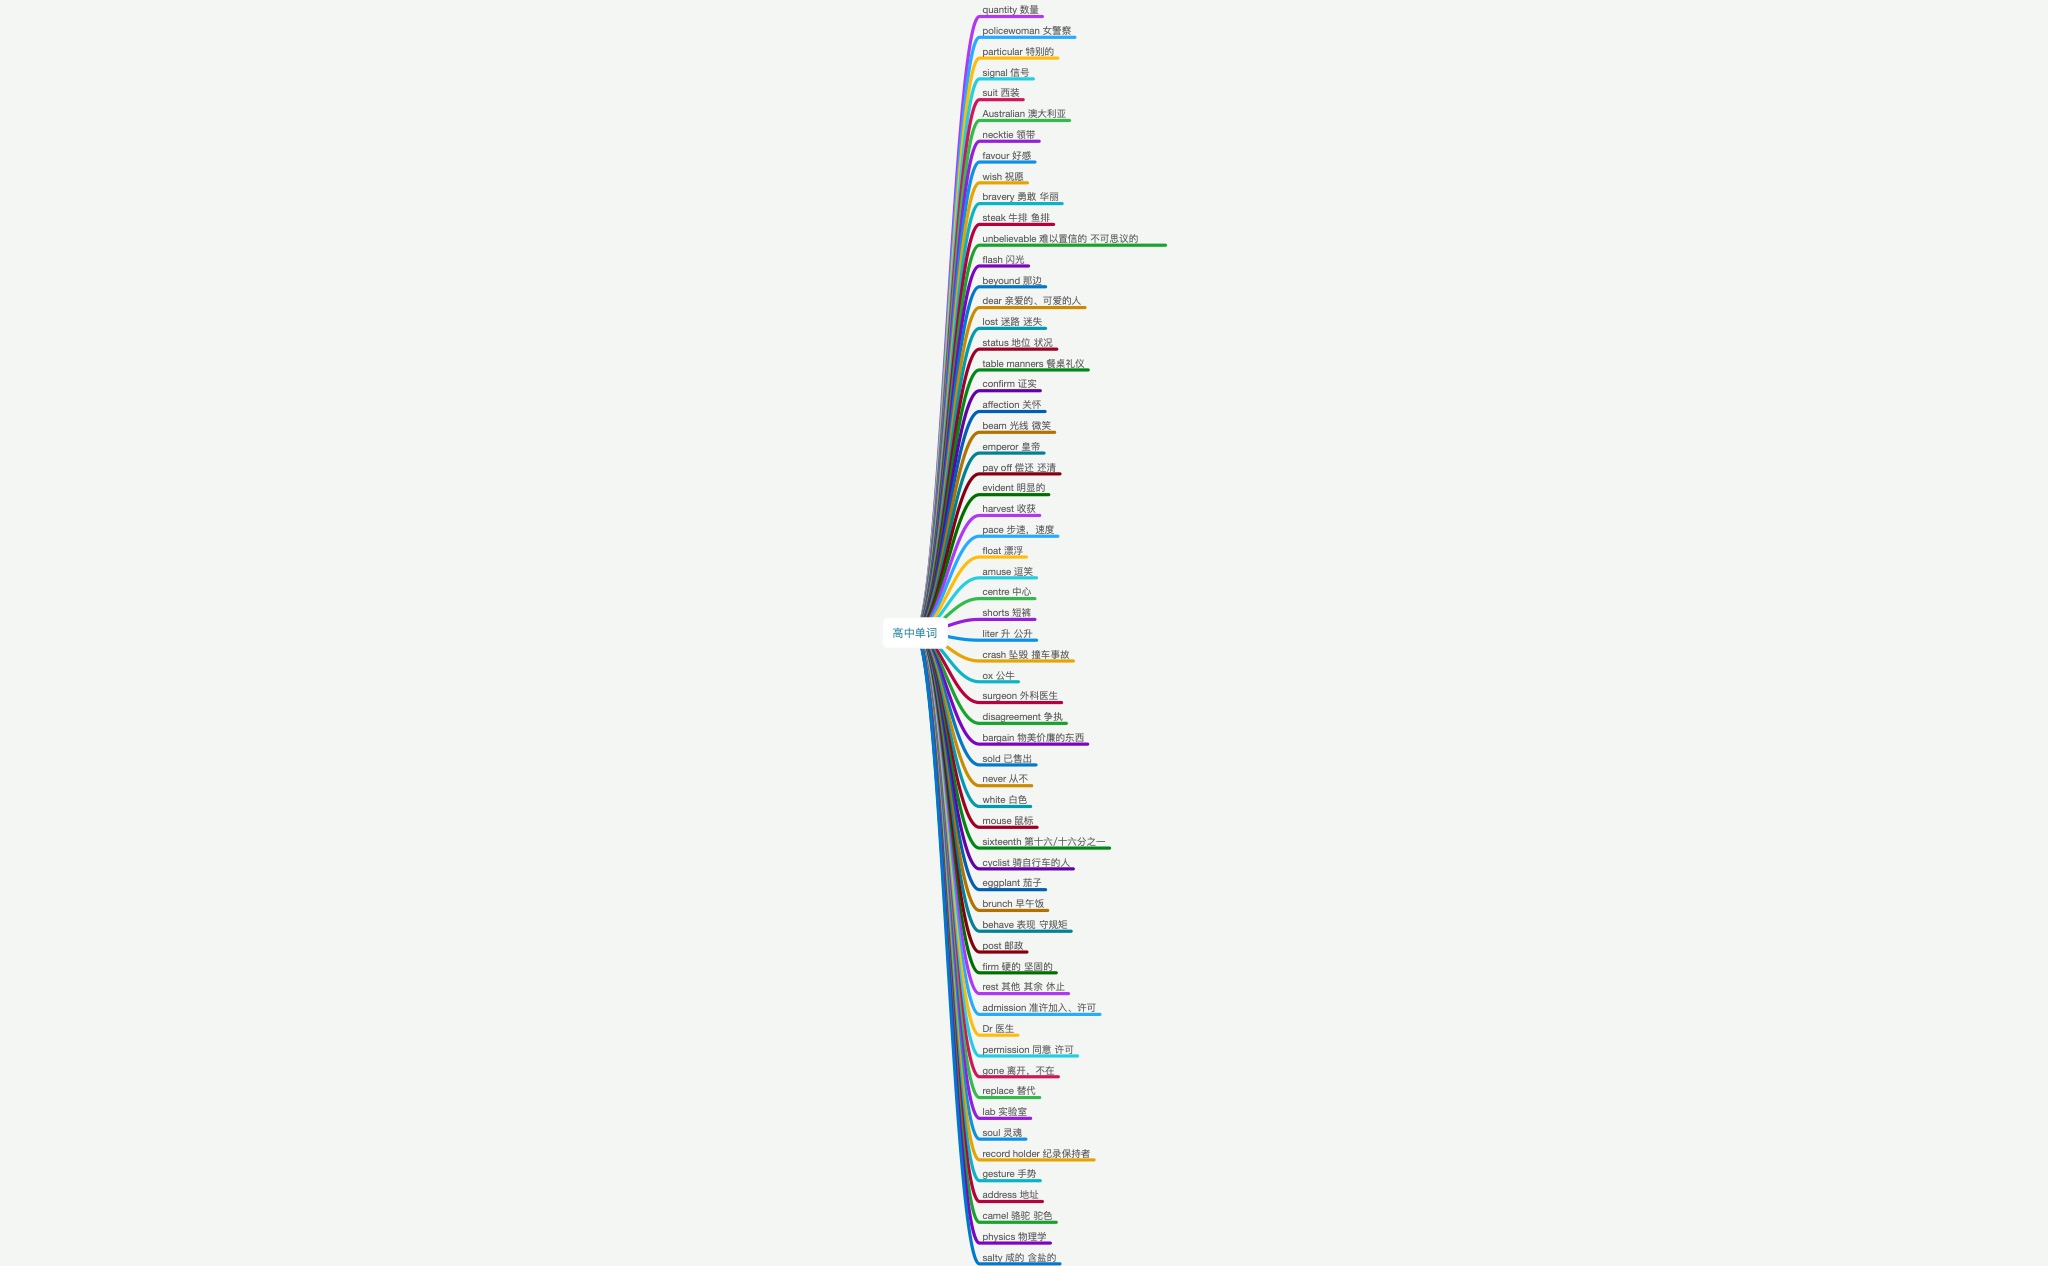 quantity 数量
policewoman 女警察
particular 特别的
signal 信号
suit 西装
Australian 澳大利亚
necktie 领带
favour 好感
wish 祝愿
bravery 勇敢 华丽
steak 牛排 鱼排
unbelievable 难以置信的 不可思议的
flash 闪光
beyound 那边
dear 亲爱的、可爱的人
lost 迷路 迷失
status 地位 状况
table manners 餐桌礼仪
confirm 证实
affection 关怀
beam 光线 微笑
emperor 皇帝
pay off 偿还 还清
evident 明显的
harvest 收获
pace 步速，速度
float 漂浮
amuse 逗笑
centre 中心
shorts 短裤
高中单词
liter 升 公升
crash 坠毁 撞车事故
ox 公牛
surgeon 外科医生
disagreement 争执
bargain 物美价廉的东西
sold 已售出
never 从不
white 白色
mouse 鼠标
sixteenth 第十六/十六分之一
cyclist 骑自行车的人
eggplant 茄子
brunch 早午饭
behave 表现 守规矩
post 邮政
firm 硬的 坚固的
rest 其他 其余 休止
admission 准许加入、许可
Dr 医生
permission 同意 许可
gone 离开，不在
replace 替代
lab 实验室
soul 灵魂
record holder 纪录保持者
gesture 手势
address 地址
camel 骆驼 驼色
physics 物理学
salty 咸的 含盐的